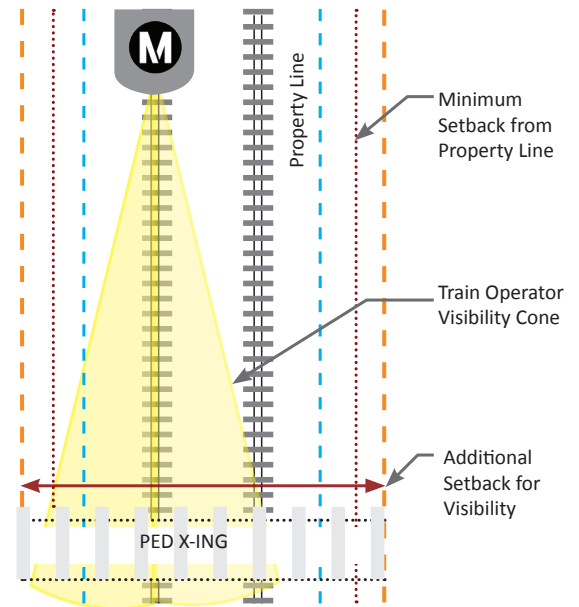 M
Property Line
Minimum
Setback from
Property Line
Train Operator
Visibility Cone
Additional
Setback for
Visibility
PED X-ING